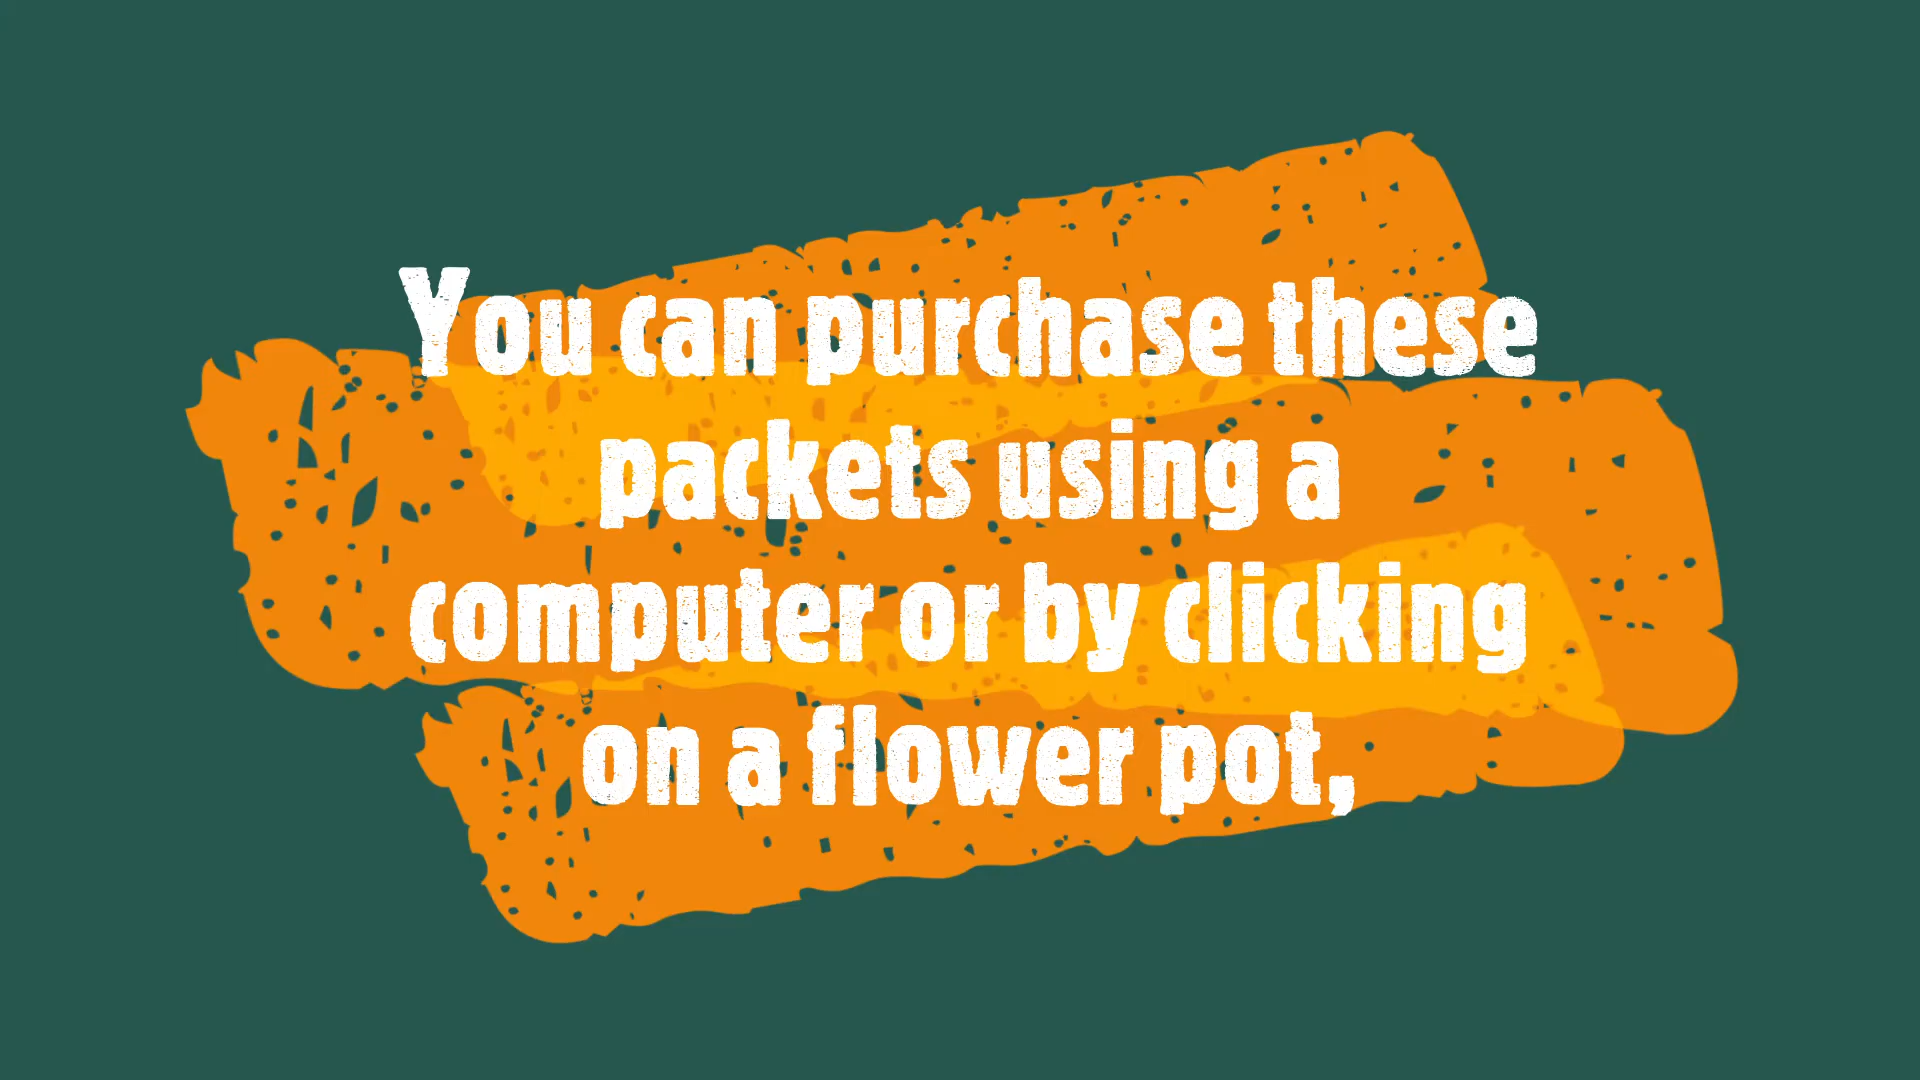 You can purchase these
packets using a
computer or by clicking
on a flower pot,